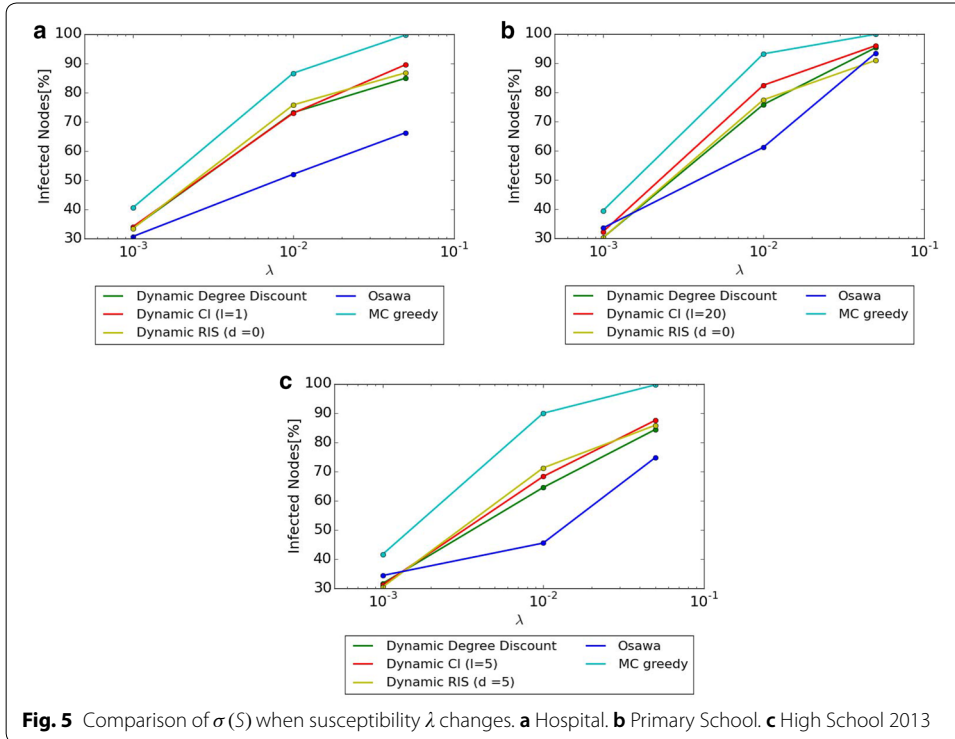 a
100
90
80
70
60
50
40
30
Infected Nodes[%]
10⁻³
10⁻²
10⁻¹
λ
Dynamic Degree Discount
Dynamic CI (l=1)
Dynamic RIS (d =0)
Osawa
MC greedy
b
100
90
80
70
60
50
40
30
Infected Nodes[%]
10⁻³
10⁻²
10⁻¹
λ
Dynamic Degree Discount
Dynamic CI (l=20)
Dynamic RIS (d =0)
Osawa
MC greedy
c
100
90
80
70
60
50
40
30
Infected Nodes[%]
10⁻³
10⁻²
10⁻¹
λ
Dynamic Degree Discount
Dynamic CI (l=5)
Dynamic RIS (d =5)
Osawa
MC greedy
Fig. 5 Comparison of σ(S) when susceptibility λ changes. a Hospital. b Primary School. c High School 2013